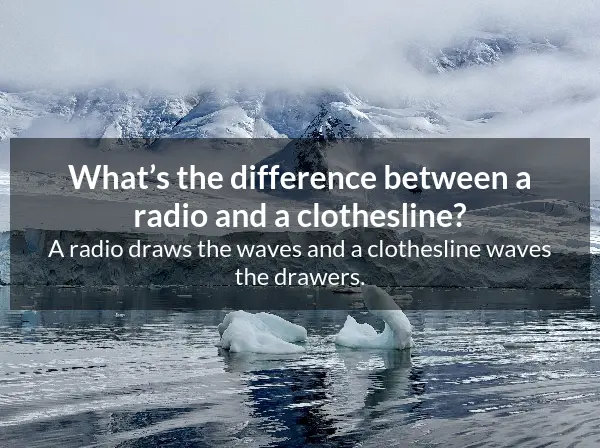 What’s the difference between a
radio and a clothesline?
A radio draws the waves and a clothesline waves
the drawers.